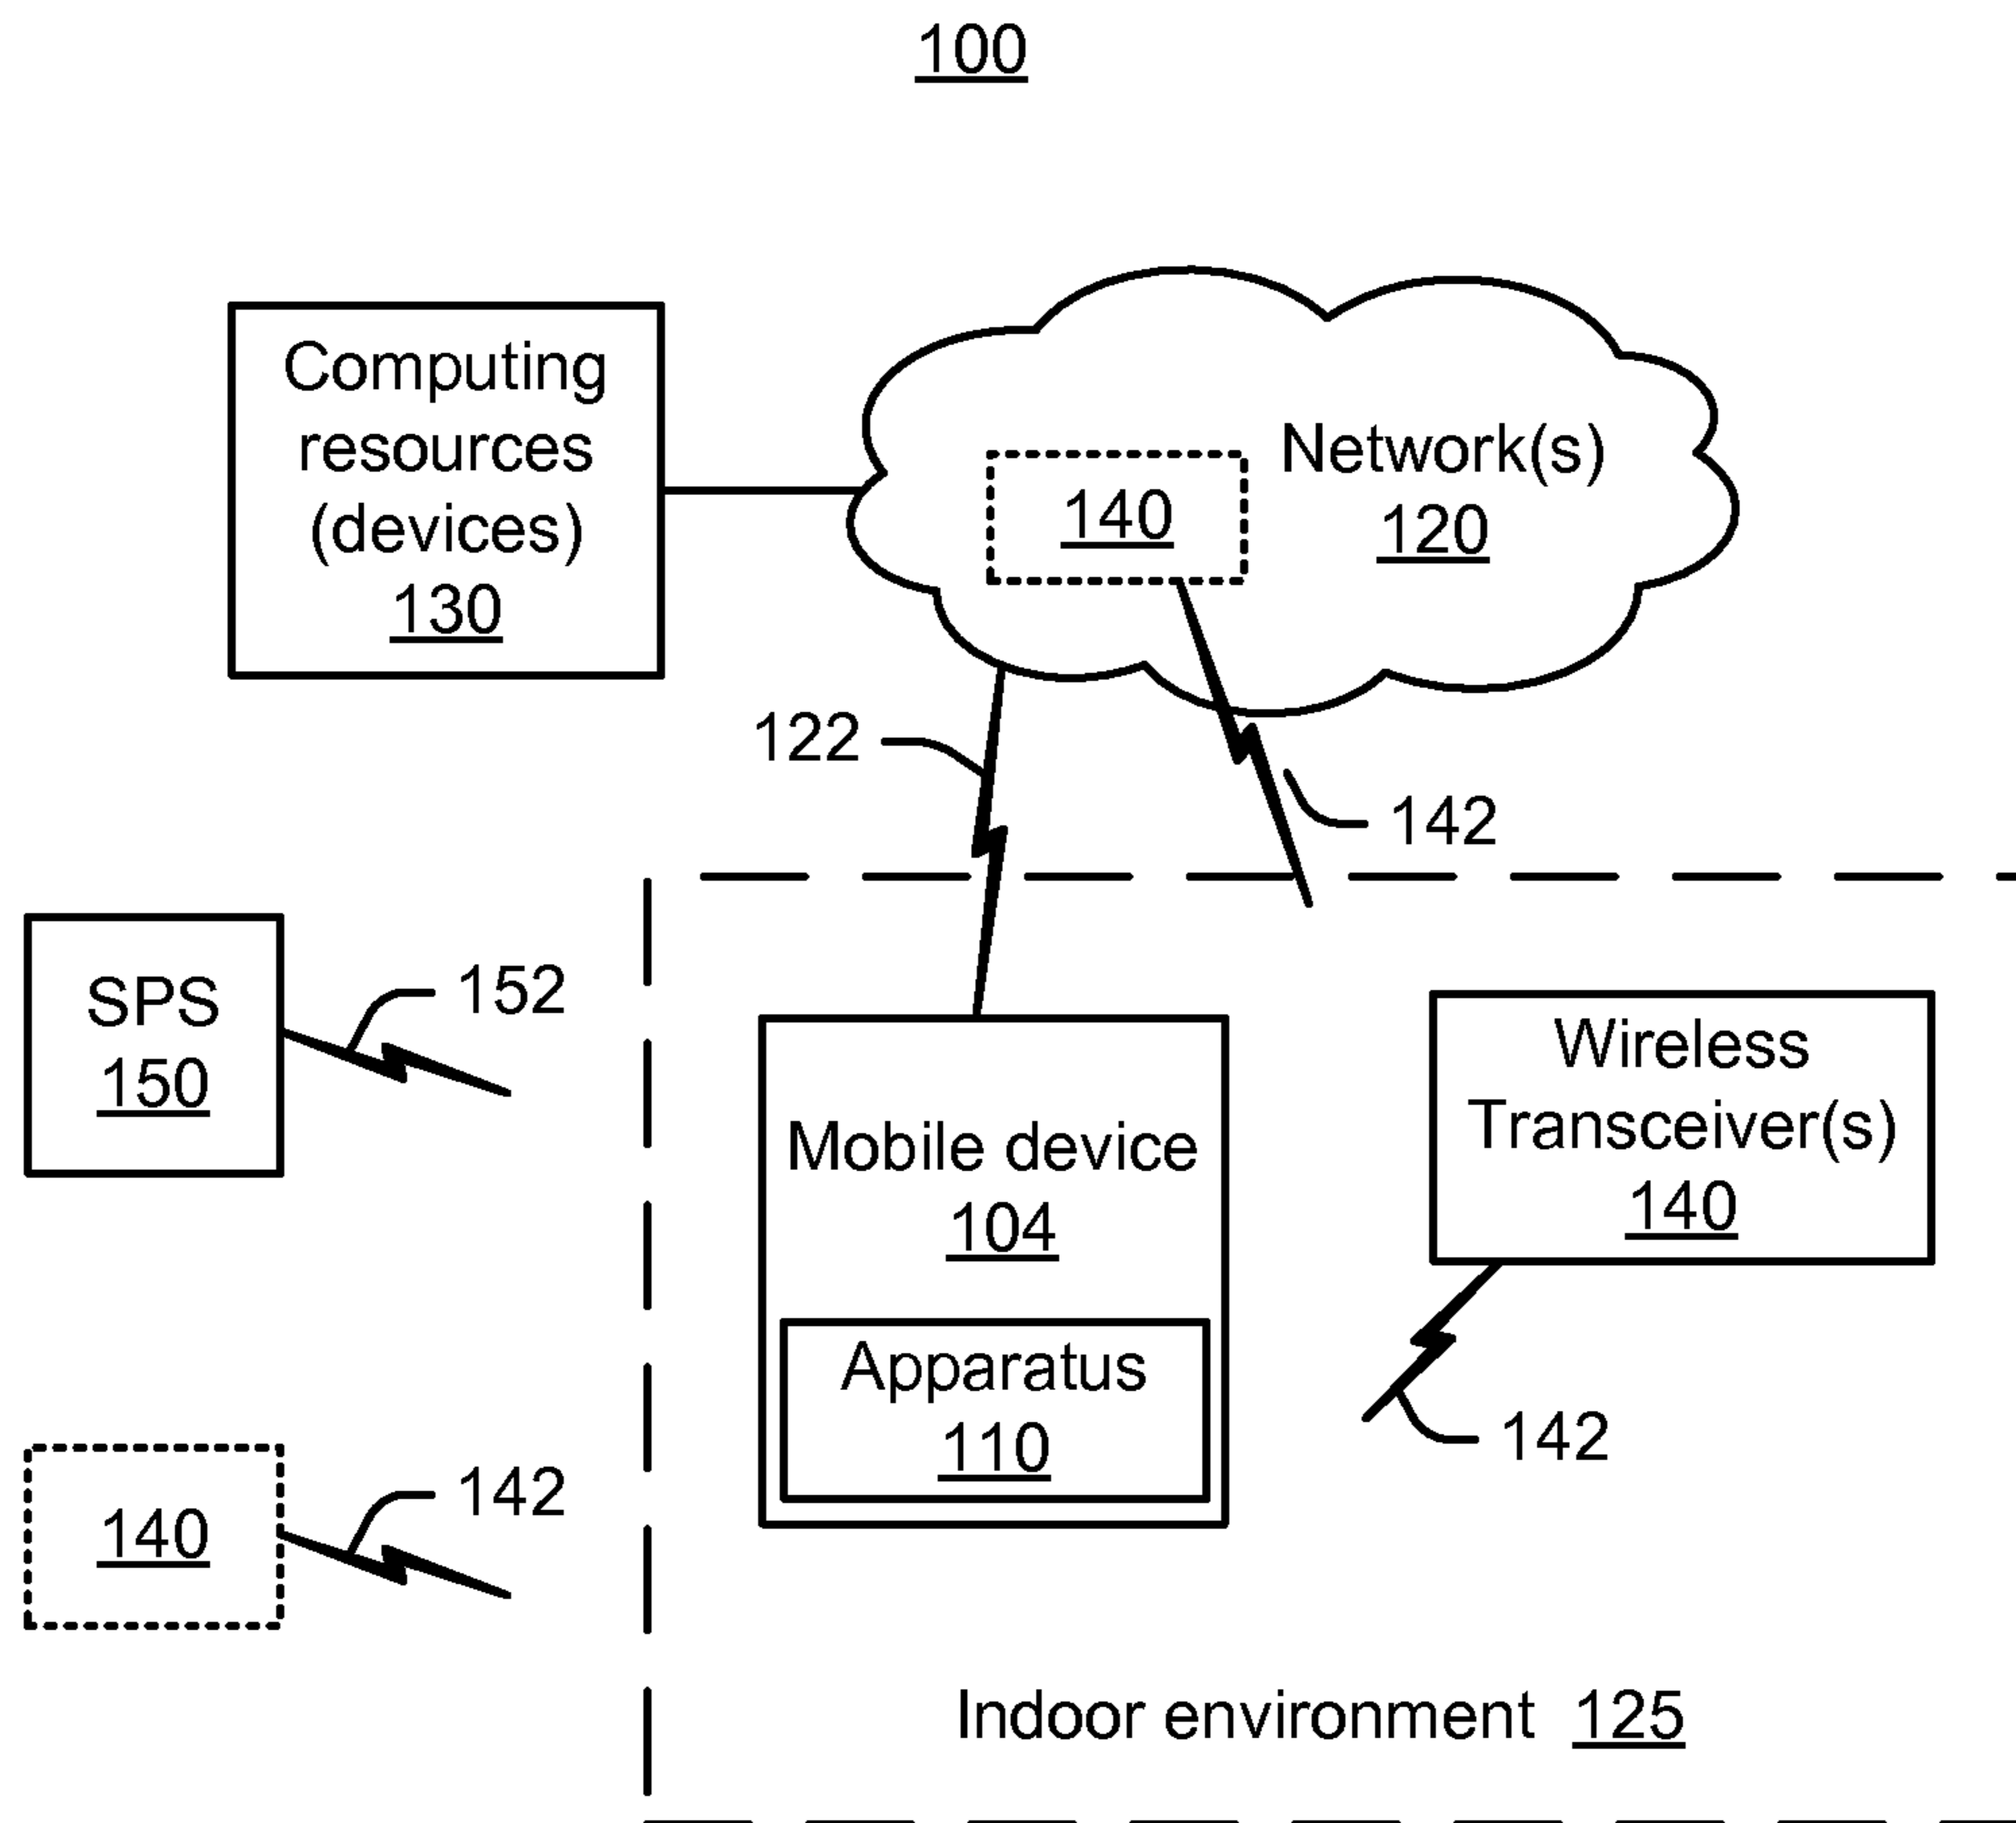 100
Computing
resources
(devices)
130
Network(s)
120
140
122
142
SPS
150
152
Mobile device
104
Apparatus
110
Wireless
Transceiver(s)
140
142
140
142
Indoor environment 125